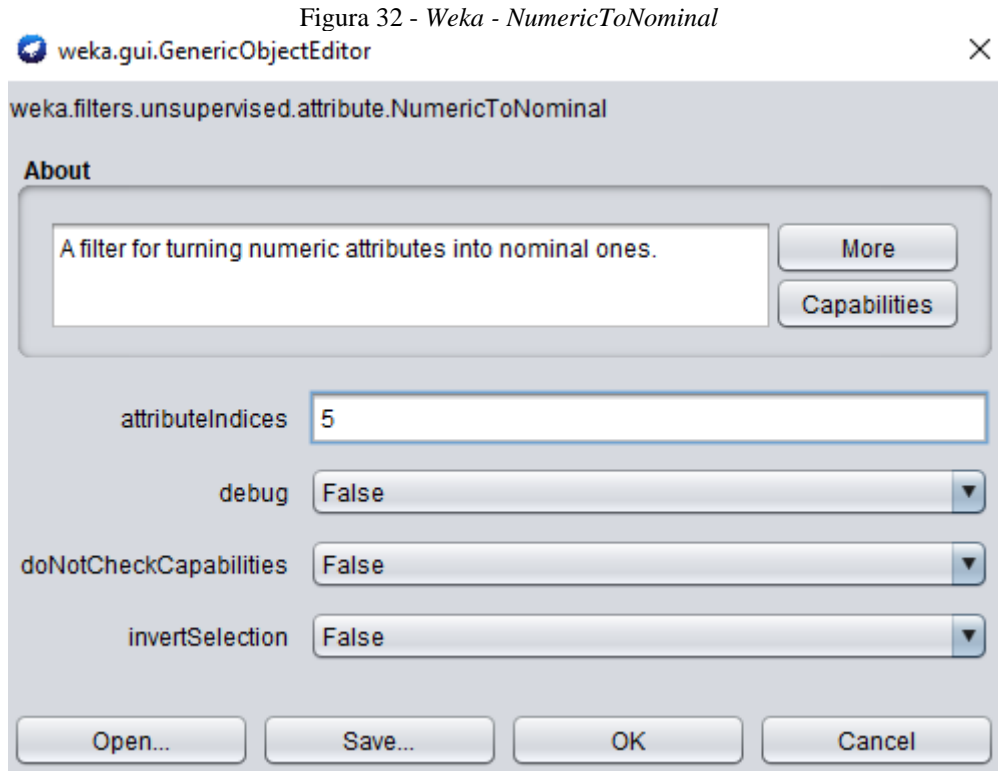 Figura 32 - Weka - NumericToNominal
weka.gui.GenericObjectEditor
weka.filters.unsupervised.attribute.NumericToNominal
About
A filter for turning numeric attributes into nominal ones.
More
Capabilities
attributeIndices 5
debug False
doNotCheckCapabilities False
invertSelection False
Open... Save... OK Cancel